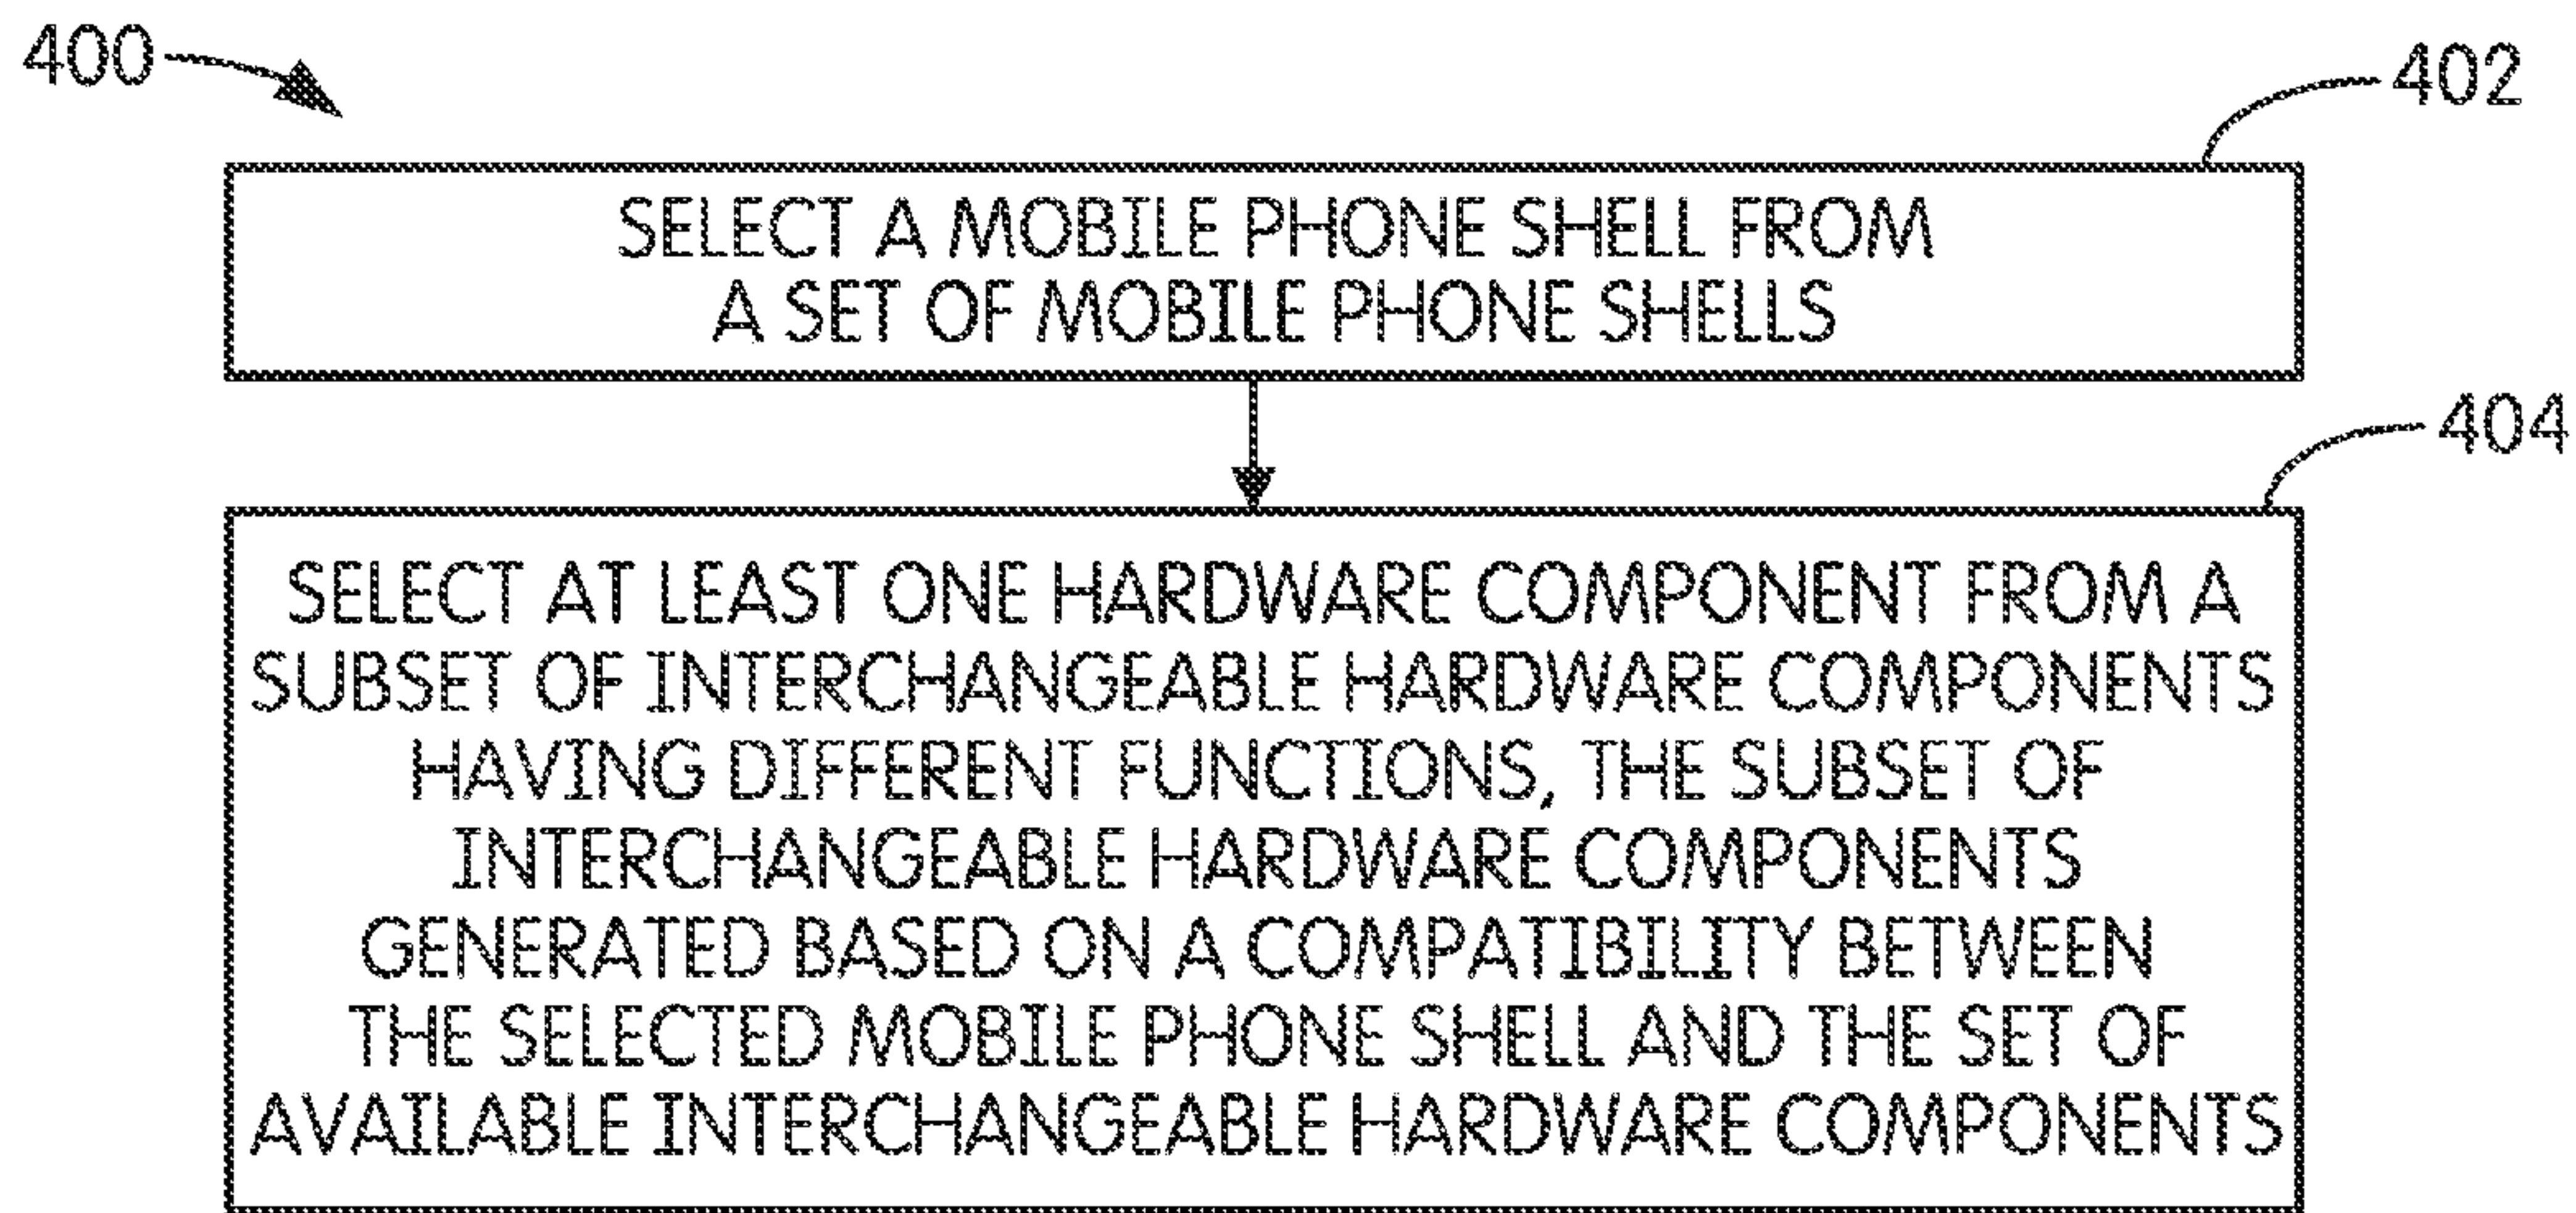 400
402
SELECT A MOBILE PHONE SHELL FROM
A SET OF MOBILE PHONE SHELLS
404
SELECT AT LEAST ONE HARDWARE COMPONENT FROM A
SUBSET OF INTERCHANGEABLE HARDWARE COMPONENTS
HAVING DIFFERENT FUNCTIONS, THE SUBSET OF
INTERCHANGEABLE HARDWARE COMPONENTS
GENERATED BASED ON A COMPATIBILITY BETWEEN
THE SELECTED MOBILE PHONE SHELL AND THE SET OF
AVAILABLE INTERCHANGEABLE HARDWARE COMPONENTS